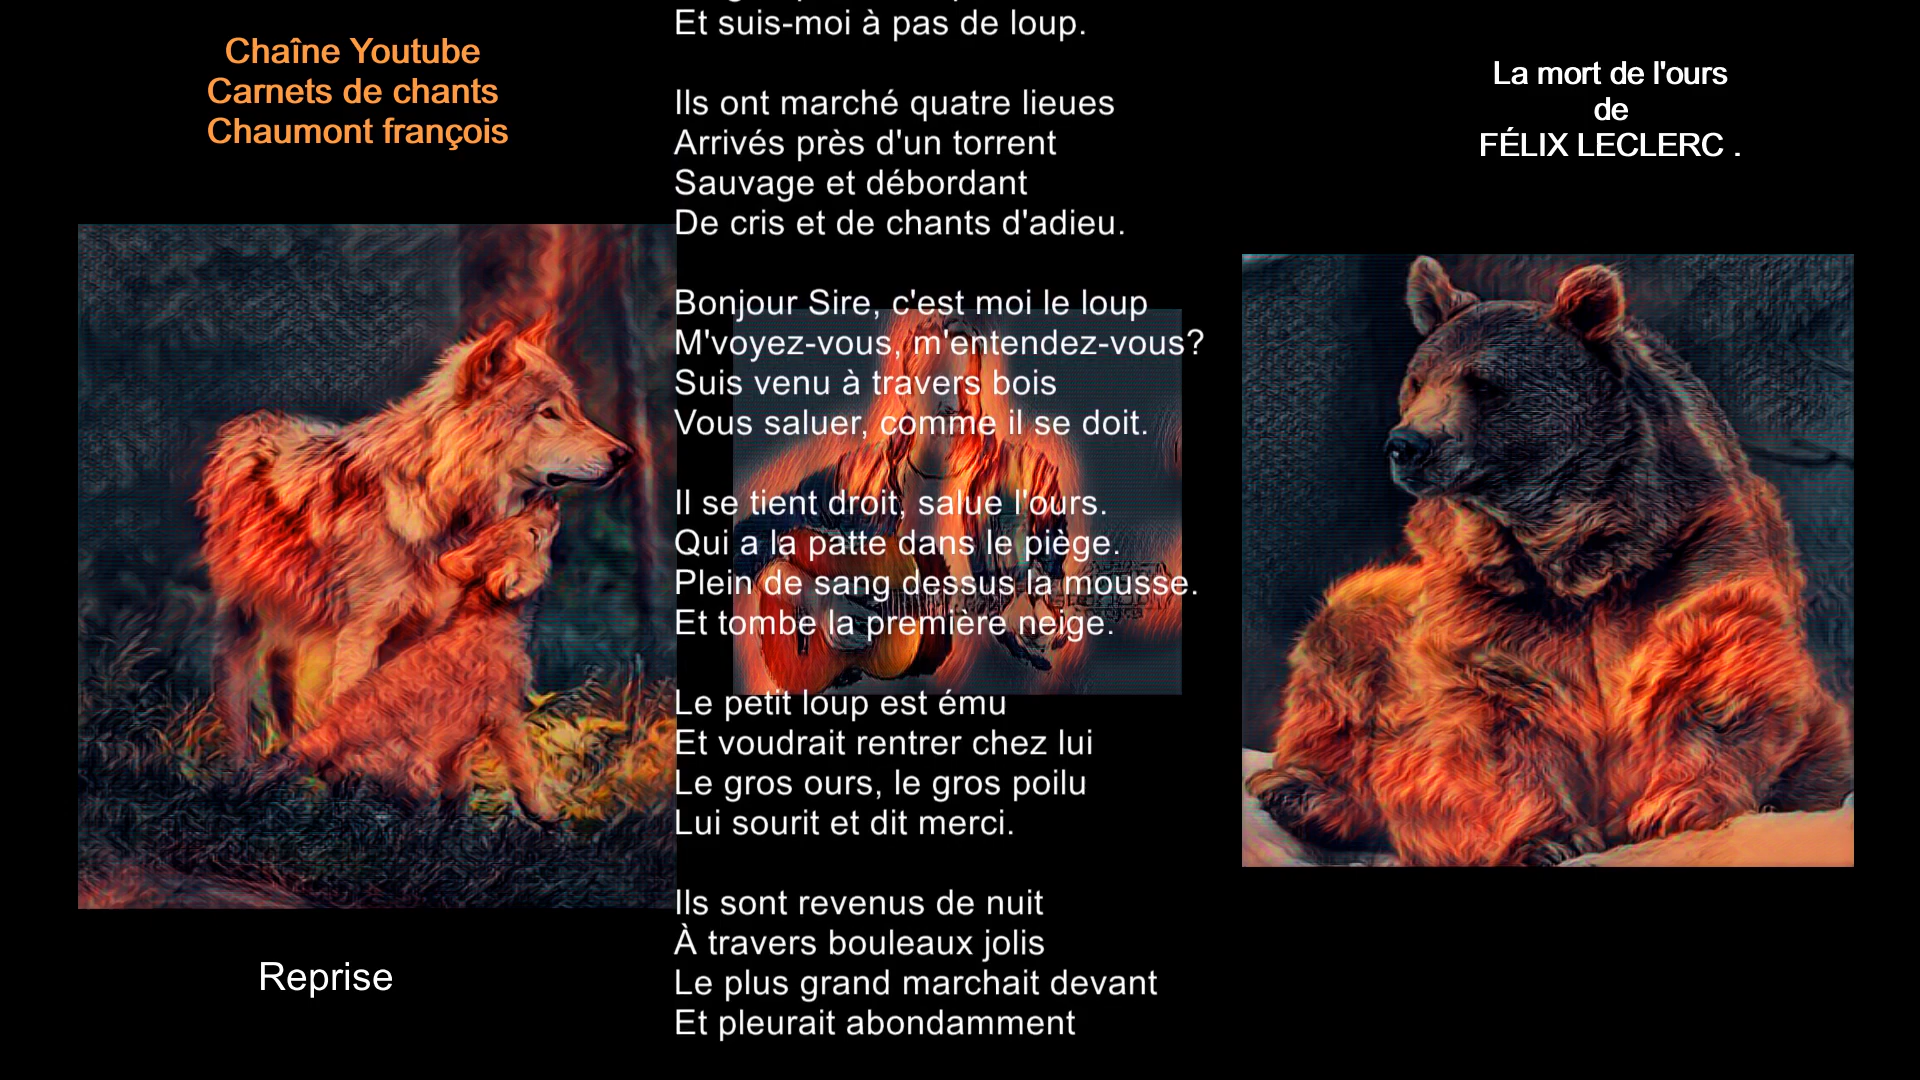 Chaîne Youtube
Carnets de chants
Chaumont françois
Et suis-moi à pas de loup.
Ils ont marché quatre lieues
Arrivés près d'un torrent
Sauvage et débordant
De cris et de chants d'adieu.
Bonjour Sire, c'est moi le loup
M'voyez-vous, m'entendez-vous?
Suis venu à travers bois
Vous saluer, comme il se doit.
Il se tient droit, salue l'ours.
Qui a la patte dans le piège.
Plein de sang dessus la mousse.
Et tombe la première neige.
Le petit loup est ému
Et voudrait rentrer chez lui
Le gros ours, le gros poilu
Lui sourit et dit merci.
Ils sont revenus de nuit
À travers bouleaux jolis
Le plus grand marchait devant
Et pleurait abondamment
La mort de l'ours
de
FÉLIX LECLERC .
Reprise